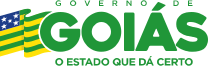 GOVERNO DE
GOIÁS
O ESTADO QUE DÁ CERTO